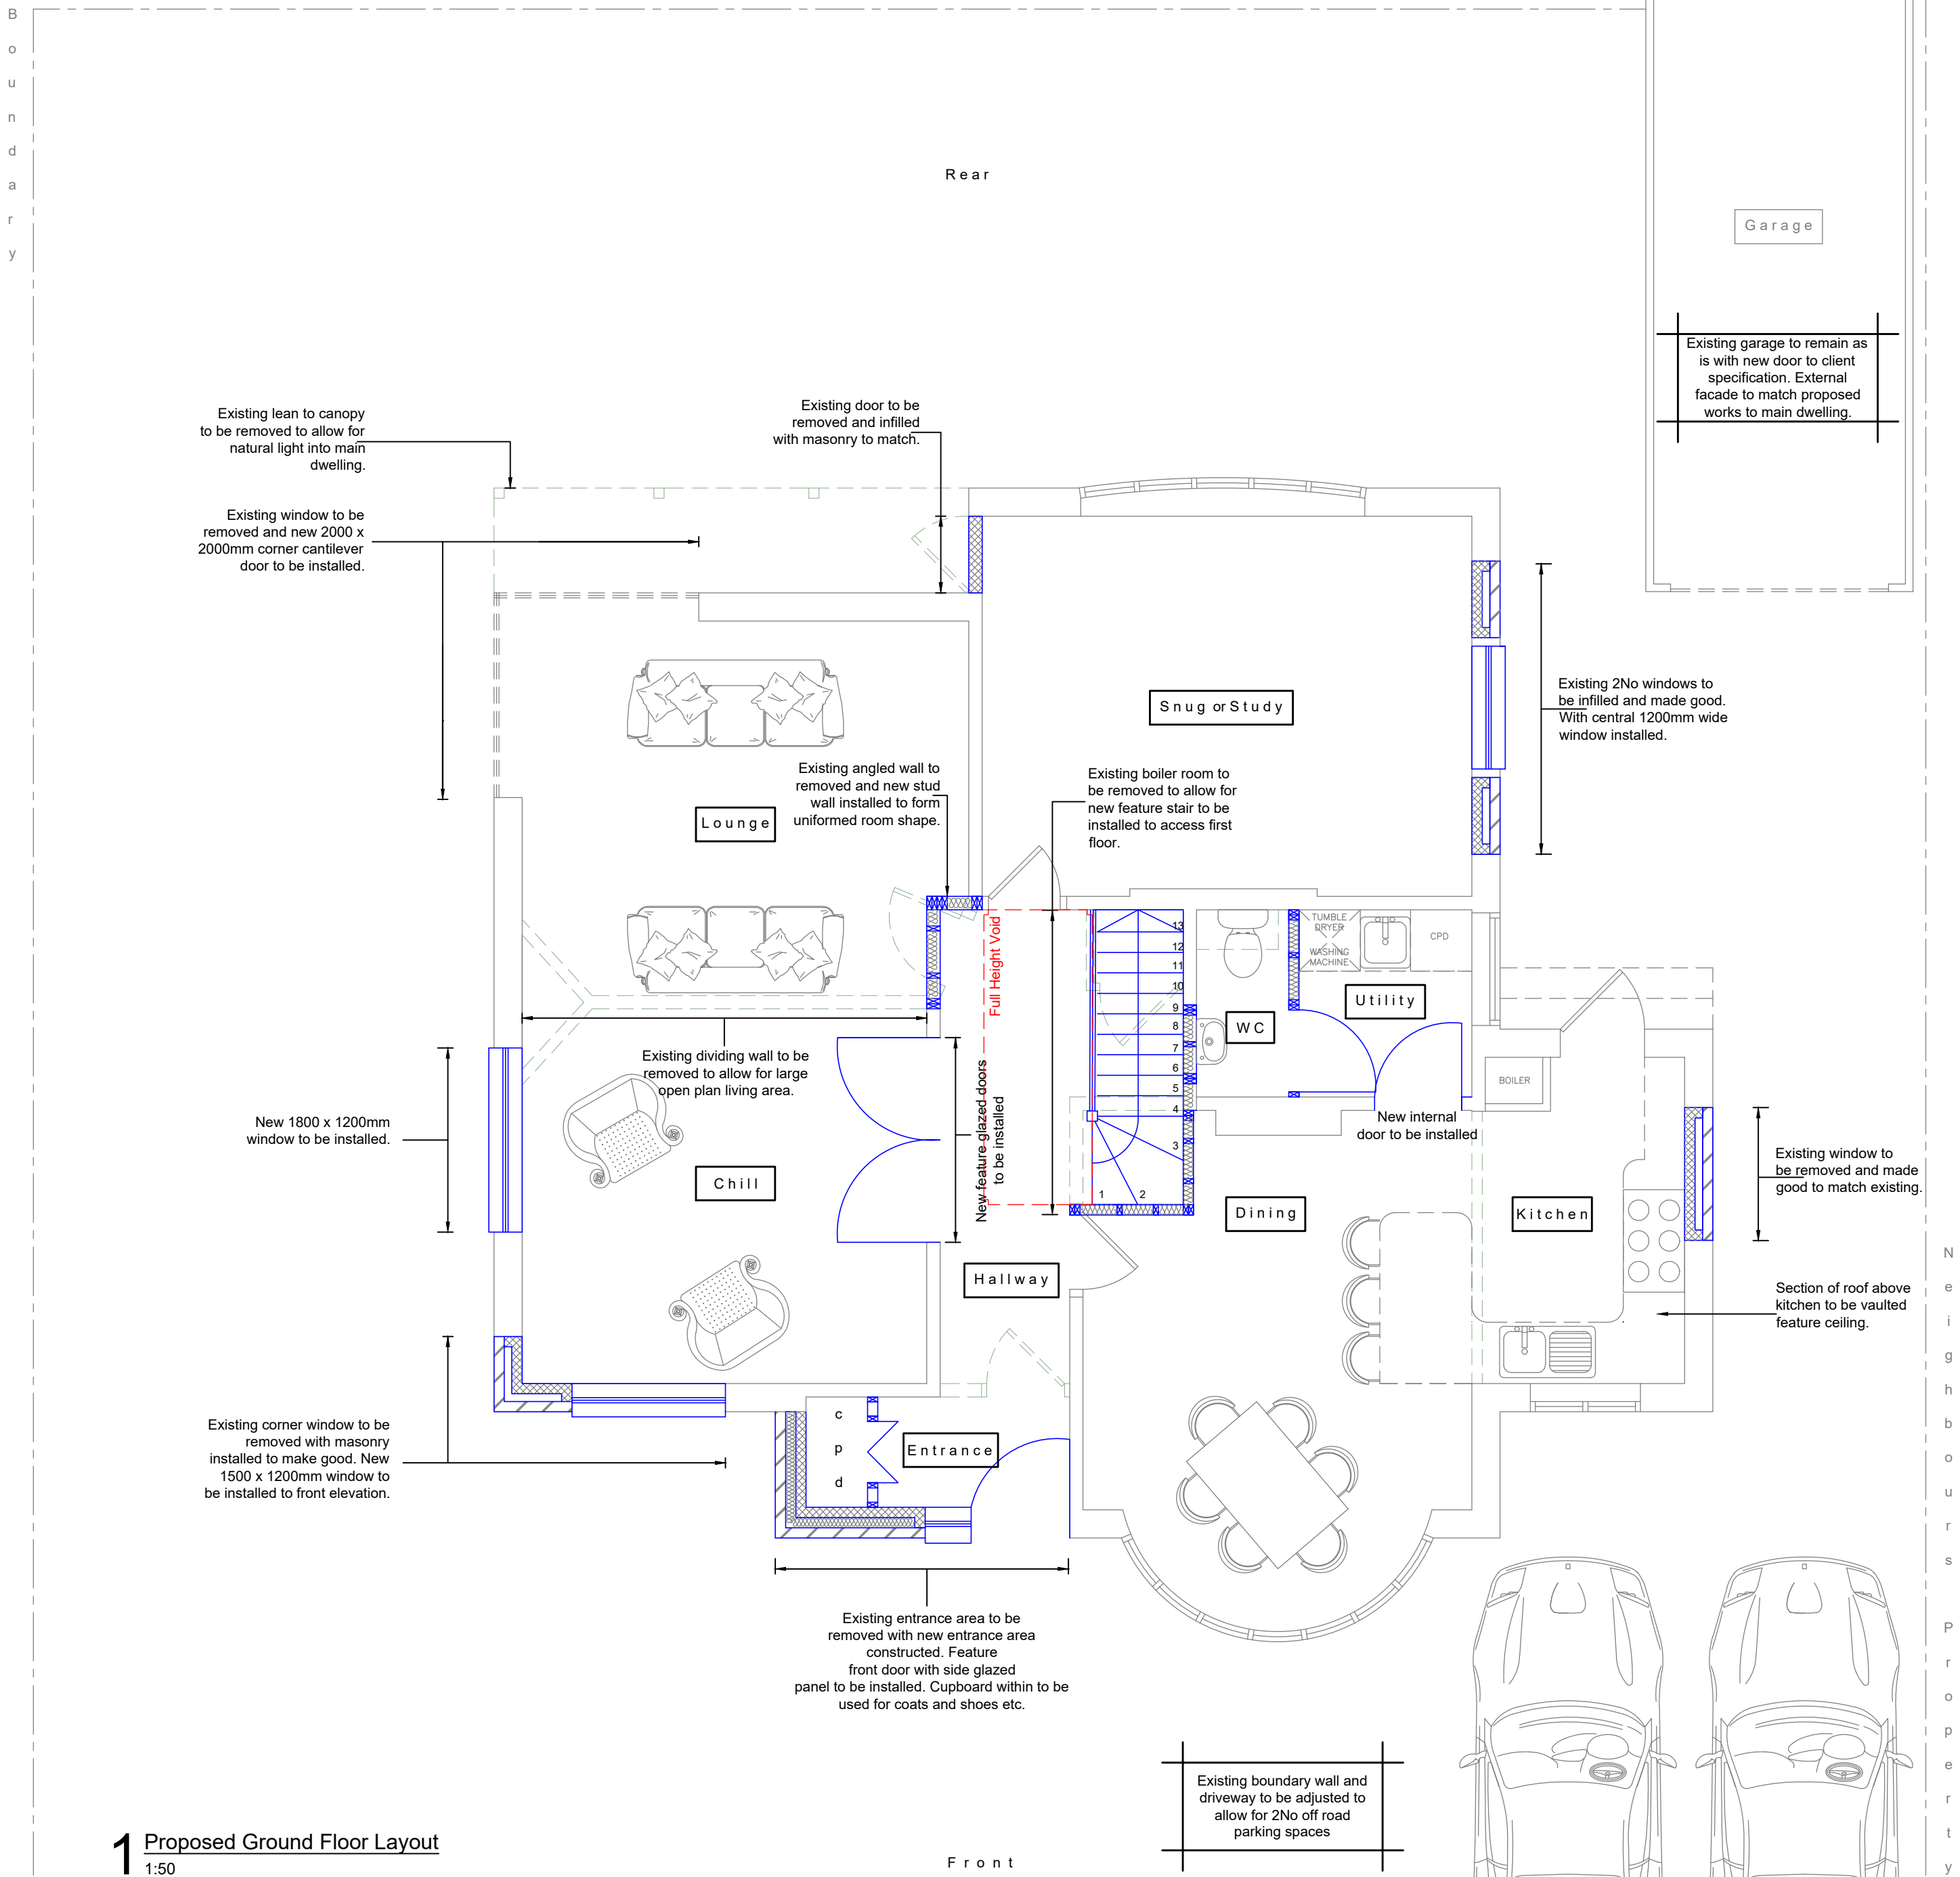 Boundary
Rear
Garage
Existing garage to remain as
is with new door to client
specification. External
facade to match proposed
works to main dwelling.
Existing lean to canopy
to be removed to allow for
natural light into main
dwelling.
Existing door to be
removed and infilled
with masonry to match.
Existing window to be
removed and new 2000 x
2000mm corner cantilever
door to be installed.
Snug or Study
Existing 2No windows to
be infilled and made good.
With central 1200mm wide
window installed.
Existing angled wall to
removed and new stud
wall installed to form
uniformed room shape.
Existing boiler room to
be removed to allow for
new feature stair to be
installed to access first
floor.
Lounge
Full Height Void
13
12
11
10
9
8
7
6
5
4
3
2
1
TUMBLE
DRYER
WASHING
MACHINE
CPD
Utility
WC
BOILER
Existing dividing wall to be
removed to allow for large
open plan living area.
New feature glazed doors
to be installed
New internal
door to be installed
New 1800 x 1200mm
window to be installed.
Chill
Dining
Kitchen
Existing window to
be removed and made
good to match existing.
Hallway
Section of roof above
kitchen to be vaulted
feature ceiling.
Neighbours Property
Existing corner window to be
removed with masonry
installed to make good. New
1500 x 1200mm window to
be installed to front elevation.
c
p
d
Entrance
Existing entrance area to be
removed with new entrance area
constructed. Feature
front door with side glazed
panel to be installed. Cupboard within to be
used for coats and shoes etc.
Existing boundary wall and
driveway to be adjusted to
allow for 2No off road
parking spaces
1 Proposed Ground Floor Layout
1:50
Front